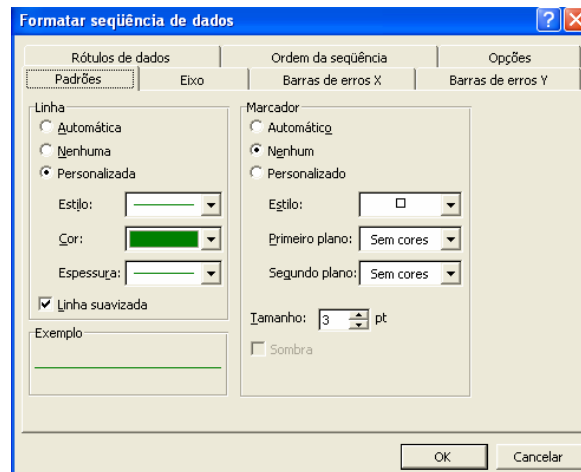 Formatar seqüência de dados
Rótulos de dados Ordem da seqüência Opções
Padrões Eixo Barras de erros X Barras de erros Y
Linha
Automática
Nenhuma
Personalizada
Estilo:
Cor:
Espessura:
Linha suavizada
Exemplo
Marcador
Automático
Nenhum
Personalizado
Estilo:
Primeiro plano: Sem cores
Segundo plano: Sem cores
Tamanho: 3 pt
Sombra
OK Cancelar